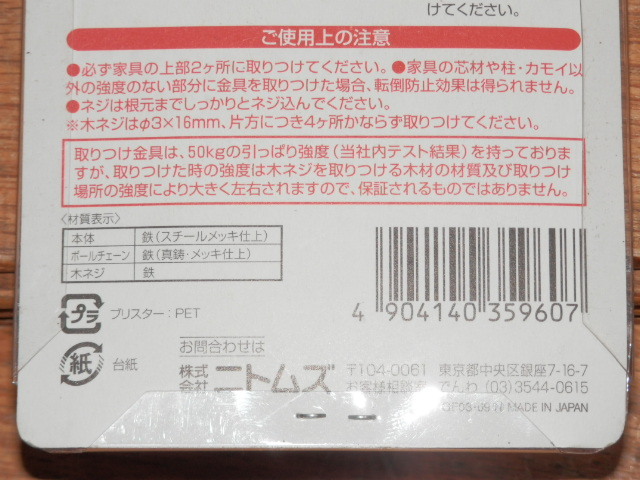 けてください。
ご使用上の注意
●必ず家具の上部2ヶ所に取りつけてください。●家具の芯材や柱・カモイ以
外の強度のない部分に金具を取りつけた場合、転倒防止効果は得られません。
●ネジは根元までしっかりとネジ込んでください。
※木ネジはφ3×16mm、片方につき4ヶ所かならず取りつけてください。
取りつけ金具は、50kgの引っぱり強度(当社内テスト結果)を持っておりま
すが、取りつけた時の強度は木ネジを取りつける木材の材質及び取りつけ
場所の強度により大きく左右されますので、保証されるものではありません。
〈材質表示〉
本体 鉄(スチールメッキ仕上)
ボールチェーン 鉄(真鍮・メッキ仕上)
木ネジ 鉄
4 904140 359607
プラ ブリスター:PET
紙 台紙
お問合わせは
株式会社 ニトムズ
〒104-0061 東京都中央区銀座7-16-7
お客様相談室 でんわ(03)3544-0615
MADE IN JAPAN